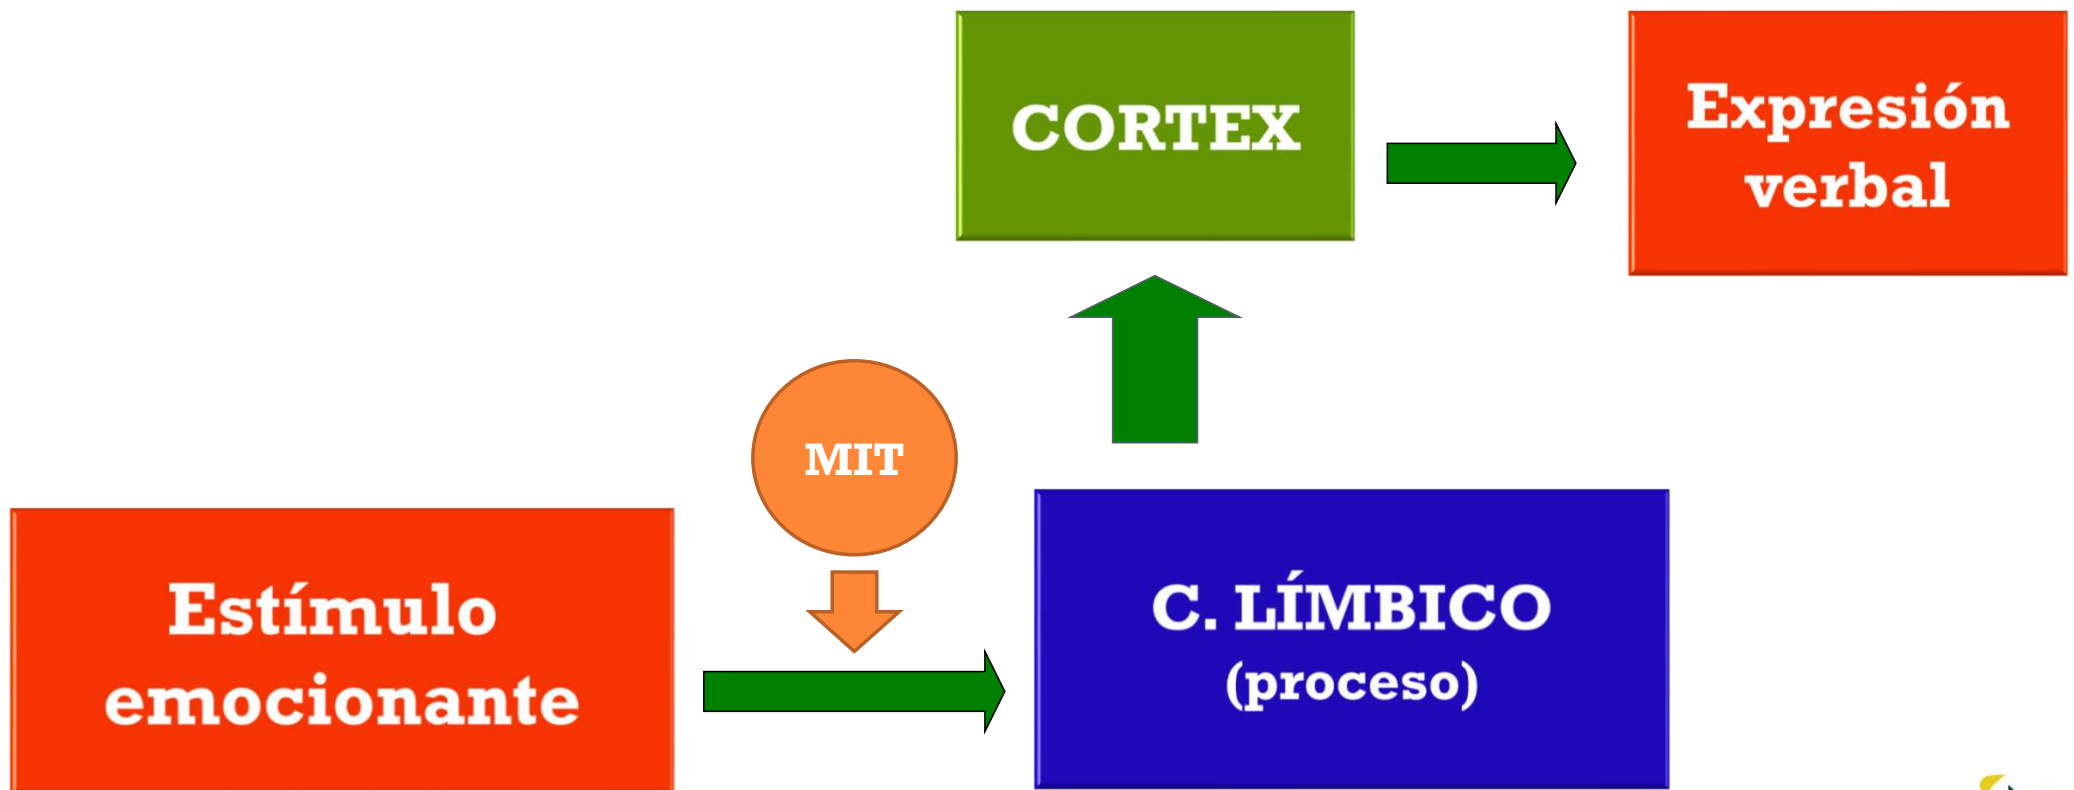 CORTEX
Expresión
verbal
MIT
Estímulo
emocionante
C. LÍMBICO
(proceso)